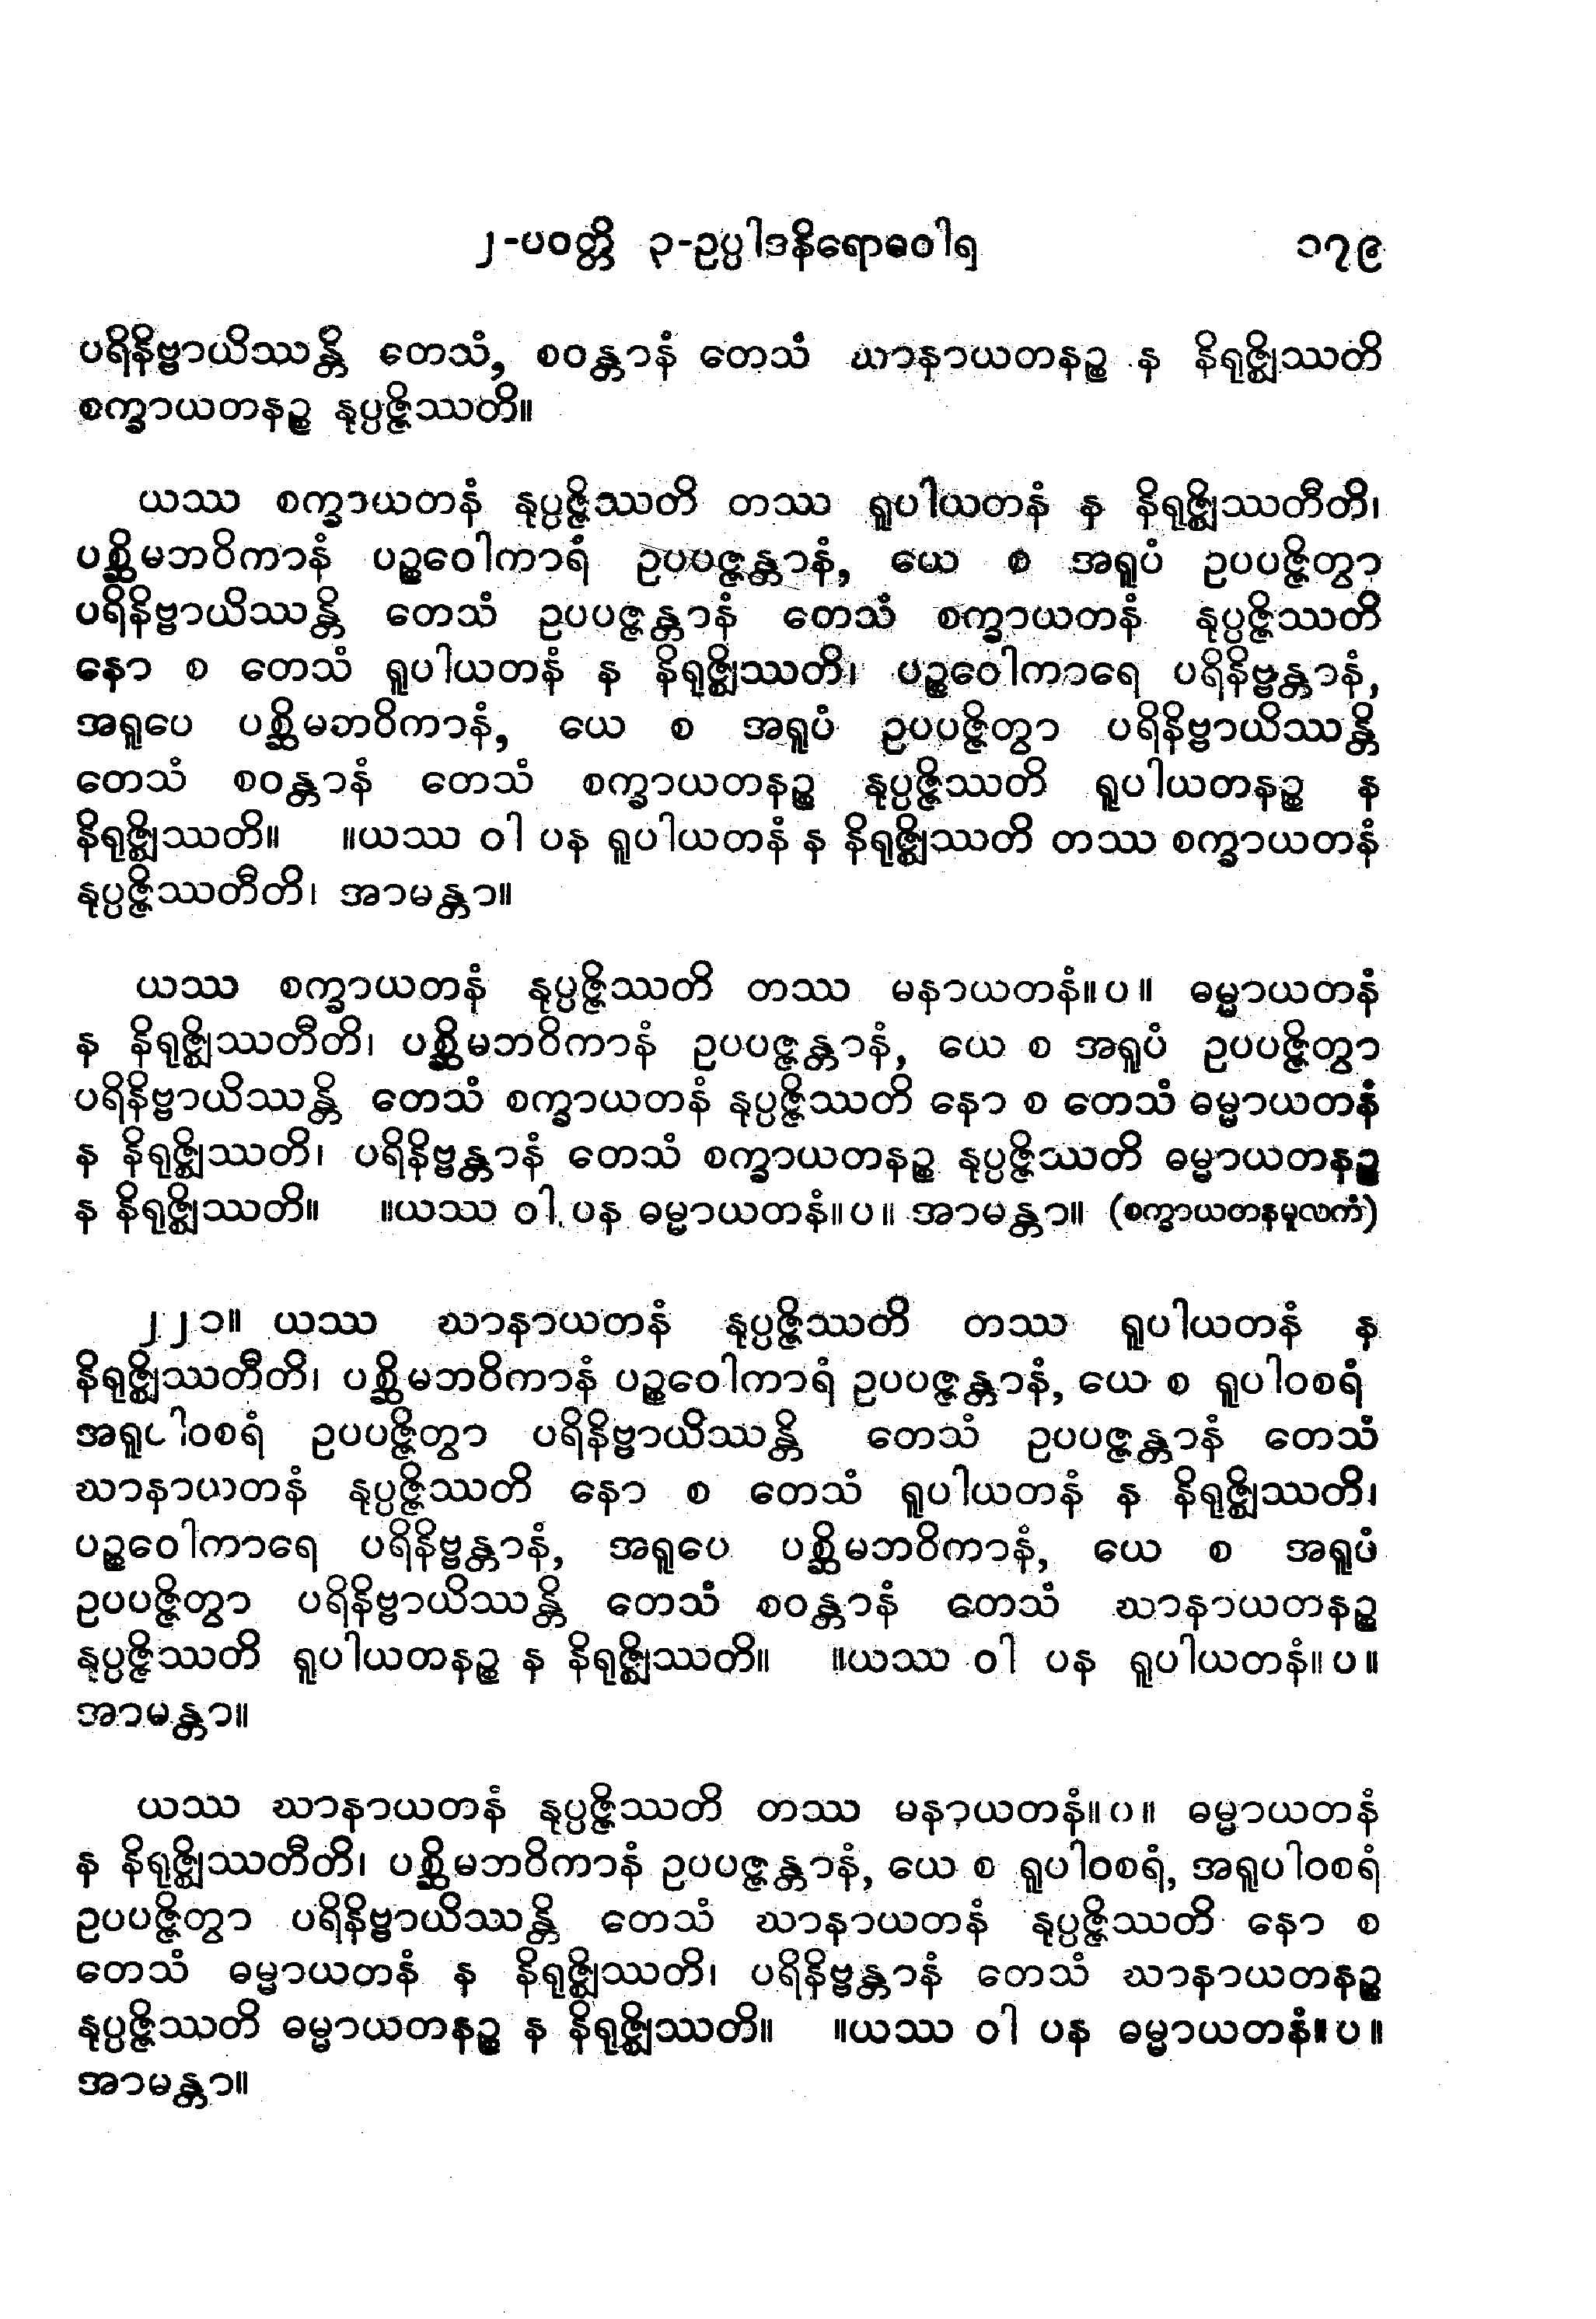 ၂-ပဝတ္တိ ၃-ဥပ္ပါဒနိရောဓဝါရ ၁၇၉
ပရိနိဗ္ဗာယိဿန္တိ တေသံ, စဝန္တာနံ တေသံ ဃာနာယတနဉ္စ န နိရုဇ္ဈိဿတိ
စက္ခာယတနဉ္စ နုပ္ပဇ္ဇိဿတိ။
ယဿ စက္ခာယတနံ နုပ္ပဇ္ဇိဿတိ တဿ ရူပါယတနံ န နိရုဇ္ဈိဿတီတိ၊
ပစ္ဆိမဘဝိကာနံ ပဉ္စဝေါကာရံ ဥပပဇ္ဇန္တာနံ, ယေ စ အရူပံ ဥပပဇ္ဇိတွာ
ပရိနိဗ္ဗာယိဿန္တိ တေသံ ဥပပဇ္ဇန္တာနံ တေသံ စက္ခာယတနံ နုပ္ပဇ္ဇိဿတိ
နော စ တေသံ ရူပါယတနံ န နိရုဇ္ဈိဿတိ၊ ပဉ္စဝေါကာရေ ပရိနိဗ္ဗန္တာနံ,
အရူပေ ပစ္ဆိမဘဝိကာနံ, ယေ စ အရူပံ ဥပပဇ္ဇိတွာ ပရိနိဗ္ဗာယိဿန္တိ
တေသံ စဝန္တာနံ တေသံ စက္ခာယတနဉ္စ နုပ္ပဇ္ဇိဿတိ ရူပါယတနဉ္စ န
နိရုဇ္ဈိဿတိ။ ။ယဿ ဝါ ပန ရူပါယတနံ န နိရုဇ္ဈိဿတိ တဿ စက္ခာယတနံ
နုပ္ပဇ္ဇိဿတီတိ၊ အာမန္တာ။
ယဿ စက္ခာယတနံ နုပ္ပဇ္ဇိဿတိ တဿ မနာယတနံ။ပ။ ဓမ္မာယတနံ
န နိရုဇ္ဈိဿတီတိ၊ ပစ္ဆိမဘဝိကာနံ ဥပပဇ္ဇန္တာနံ, ယေ စ အရူပံ ဥပပဇ္ဇိတွာ
ပရိနိဗ္ဗာယိဿန္တိ တေသံ စက္ခာယတနံ နုပ္ပဇ္ဇိဿတိ နော စ တေသံ ဓမ္မာယတနံ
န နိရုဇ္ဈိဿတိ၊ ပရိနိဗ္ဗန္တာနံ တေသံ စက္ခာယတနဉ္စ နုပ္ပဇ္ဇိဿတိ ဓမ္မာယတနဉ္စ
န နိရုဇ္ဈိဿတိ။ ။ယဿ ဝါ ပန ဓမ္မာယတနံ။ပ။ အာမန္တာ။ (စက္ခာယတနမူလကံ)
၂၂၁။ ယဿ ဃာနာယတနံ နုပ္ပဇ္ဇိဿတိ တဿ ရူပါယတနံ န
နိရုဇ္ဈိဿတီတိ၊ ပစ္ဆိမဘဝိကာနံ ပဉ္စဝေါကာရံ ဥပပဇ္ဇန္တာနံ, ယေ စ ရူပါဝစရံ
အရူပါဝစရံ ဥပပဇ္ဇိတွာ ပရိနိဗ္ဗာယိဿန္တိ တေသံ ဥပပဇ္ဇန္တာနံ တေသံ
ဃာနာယတနံ နုပ္ပဇ္ဇိဿတိ နော စ တေသံ ရူပါယတနံ န နိရုဇ္ဈိဿတိ၊
ပဉ္စဝေါကာရေ ပရိနိဗ္ဗန္တာနံ, အရူပေ ပစ္ဆိမဘဝိကာနံ, ယေ စ အရူပံ
ဥပပဇ္ဇိတွာ ပရိနိဗ္ဗာယိဿန္တိ တေသံ စဝန္တာနံ တေသံ ဃာနာယတနဉ္စ
နုပ္ပဇ္ဇိဿတိ ရူပါယတနဉ္စ န နိရုဇ္ဈိဿတိ။ ။ယဿ ဝါ ပန ရူပါယတနံ။ပ။
အာမန္တာ။
ယဿ ဃာနာယတနံ နုပ္ပဇ္ဇိဿတိ တဿ မနာယတနံ။ပ။ ဓမ္မာယတနံ
န နိရုဇ္ဈိဿတီတိ၊ ပစ္ဆိမဘဝိကာနံ ဥပပဇ္ဇန္တာနံ, ယေ စ ရူပါဝစရံ, အရူပါဝစရံ
ဥပပဇ္ဇိတွာ ပရိနိဗ္ဗာယိဿန္တိ တေသံ ဃာနာယတနံ နုပ္ပဇ္ဇိဿတိ နော စ
တေသံ ဓမ္မာယတနံ န နိရုဇ္ဈိဿတိ၊ ပရိနိဗ္ဗန္တာနံ တေသံ ဃာနာယတနဉ္စ
နုပ္ပဇ္ဇိဿတိ ဓမ္မာယတနဉ္စ န နိရုဇ္ဈိဿတိ။ ။ယဿ ဝါ ပန ဓမ္မာယတနံ။ပ။
အာမန္တာ။